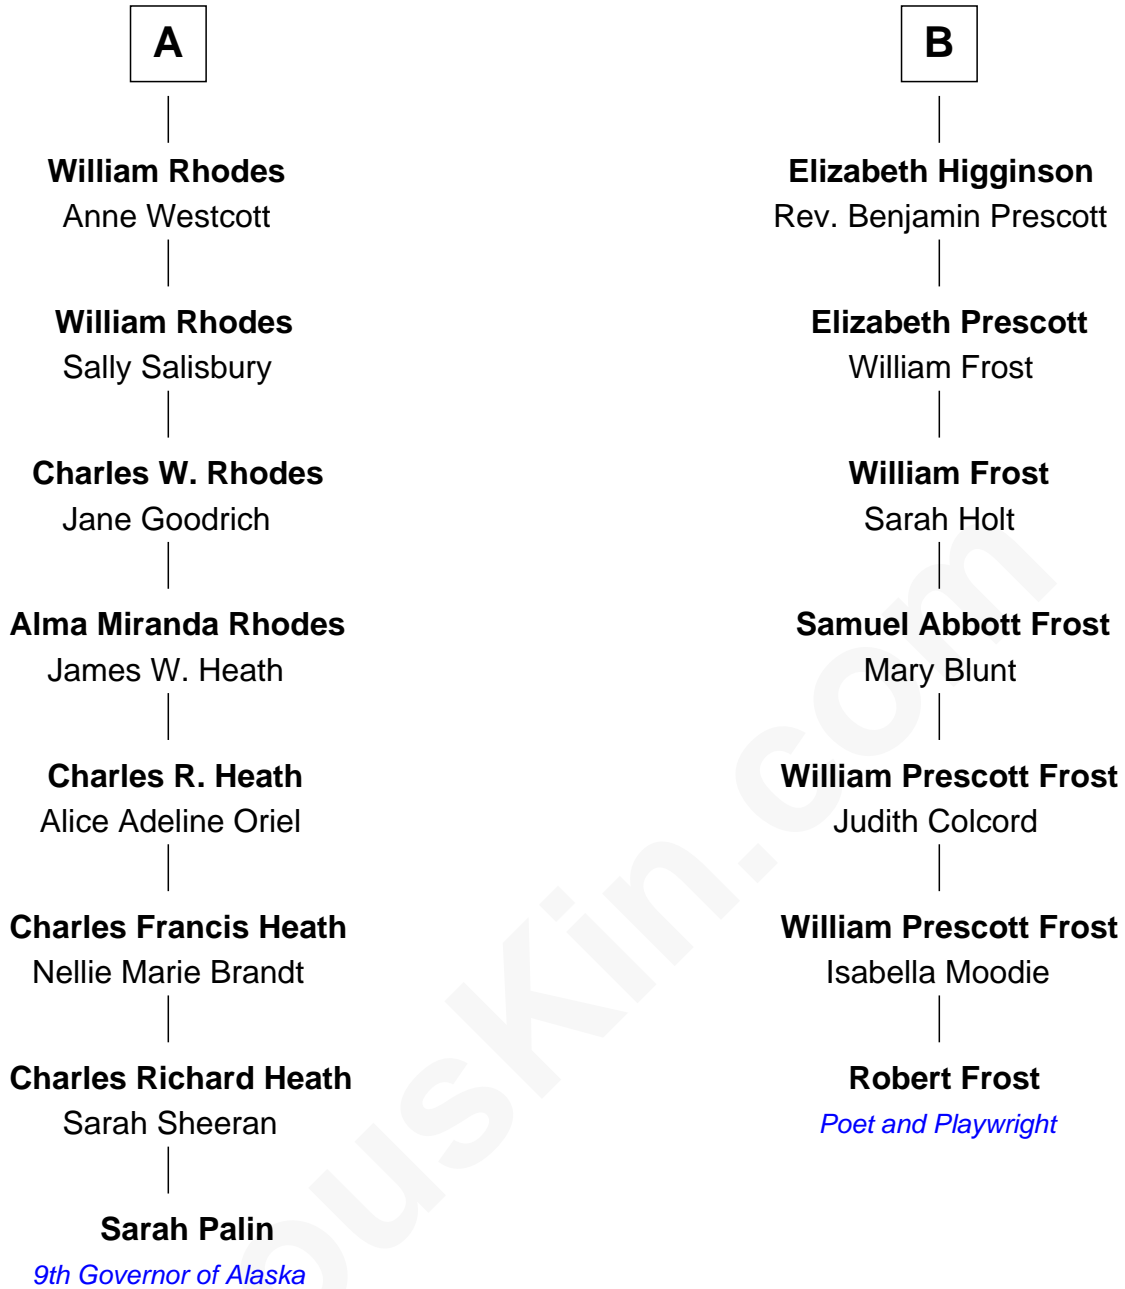 A
William Rhodes
Anne Westcott
William Rhodes
Sally Salisbury
Charles W. Rhodes
Jane Goodrich
Alma Miranda Rhodes
James W. Heath
Charles R. Heath
Alice Adeline Oriel
Charles Francis Heath
Nellie Marie Brandt
Charles Richard Heath
Sarah Sheeran
Sarah Palin
9th Governor of Alaska
B
Elizabeth Higginson
Rev. Benjamin Prescott
Elizabeth Prescott
William Frost
William Frost
Sarah Holt
Samuel Abbott Frost
Mary Blunt
William Prescott Frost
Judith Colcord
William Prescott Frost
Isabella Moodie
Robert Frost
Poet and Playwright
ousKin.com